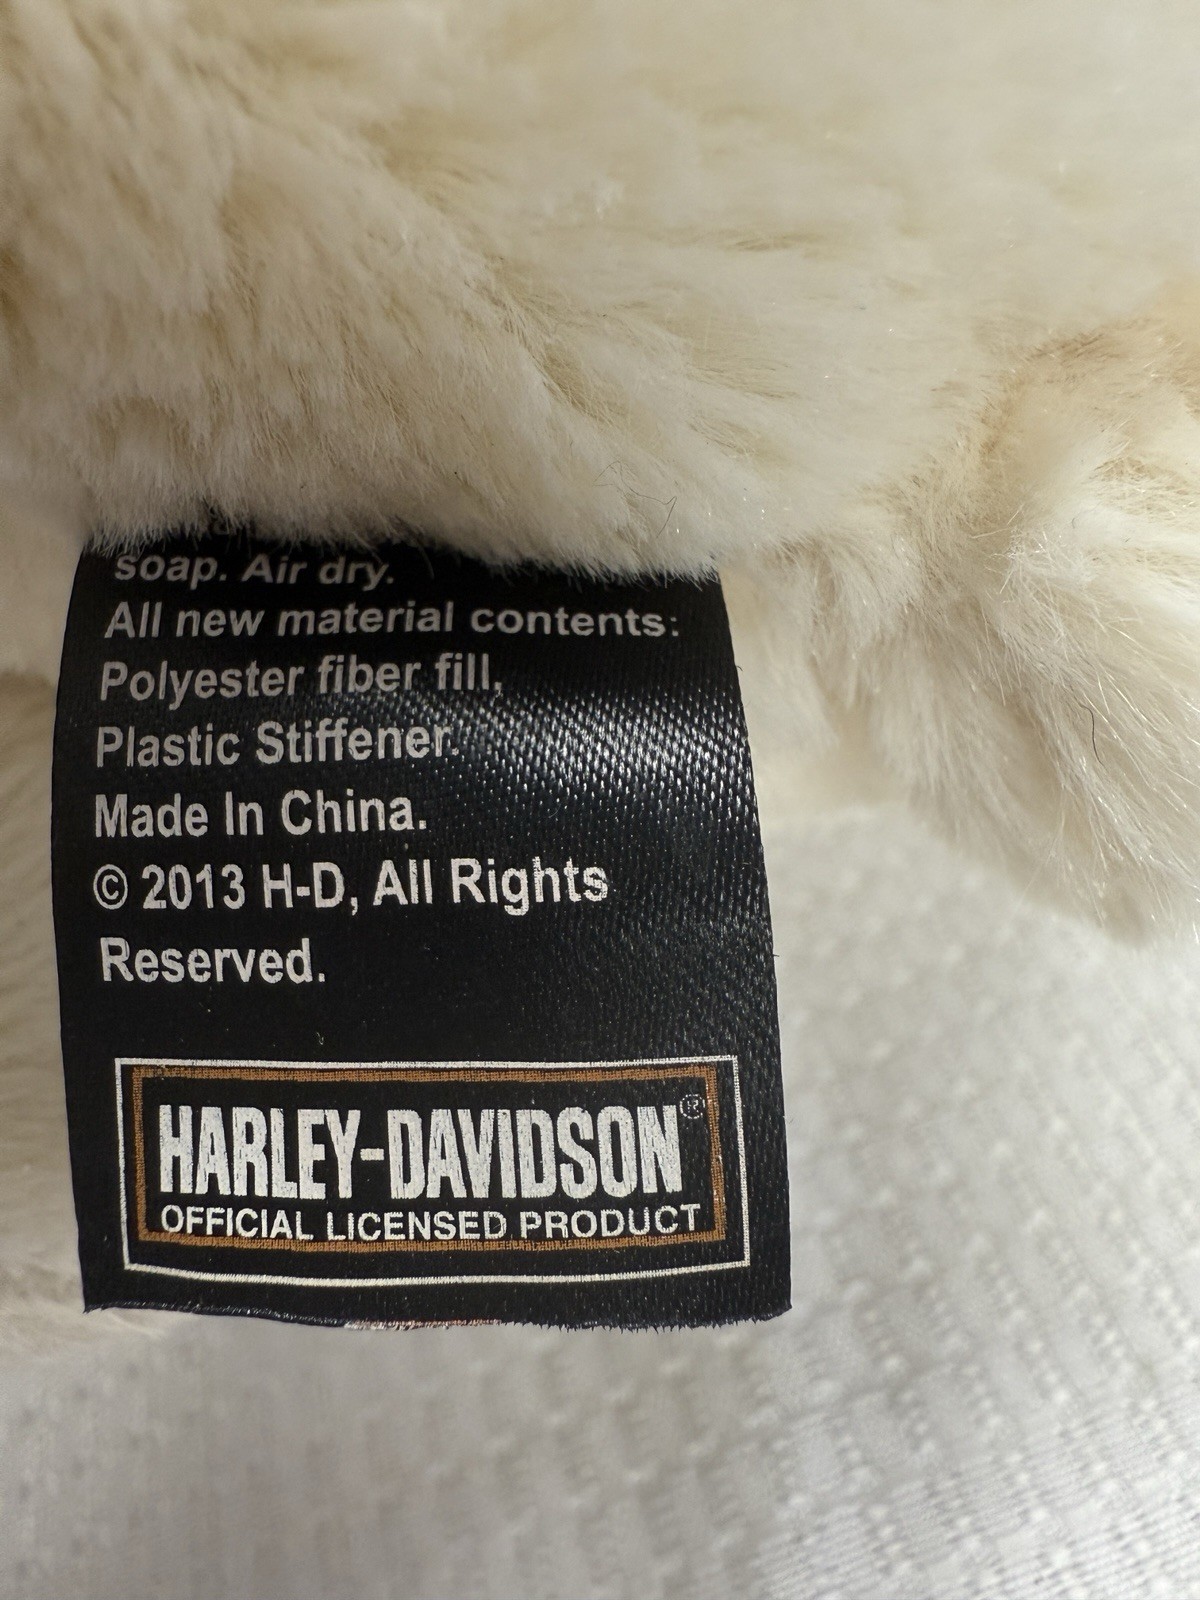 soap. Air dry.
All new material contents:
Polyester fiber fill,
Plastic Stiffener.
Made In China.
© 2013 H-D, All Rights
Reserved.
HARLEY-DAVIDSON®
OFFICIAL LICENSED PRODUCT